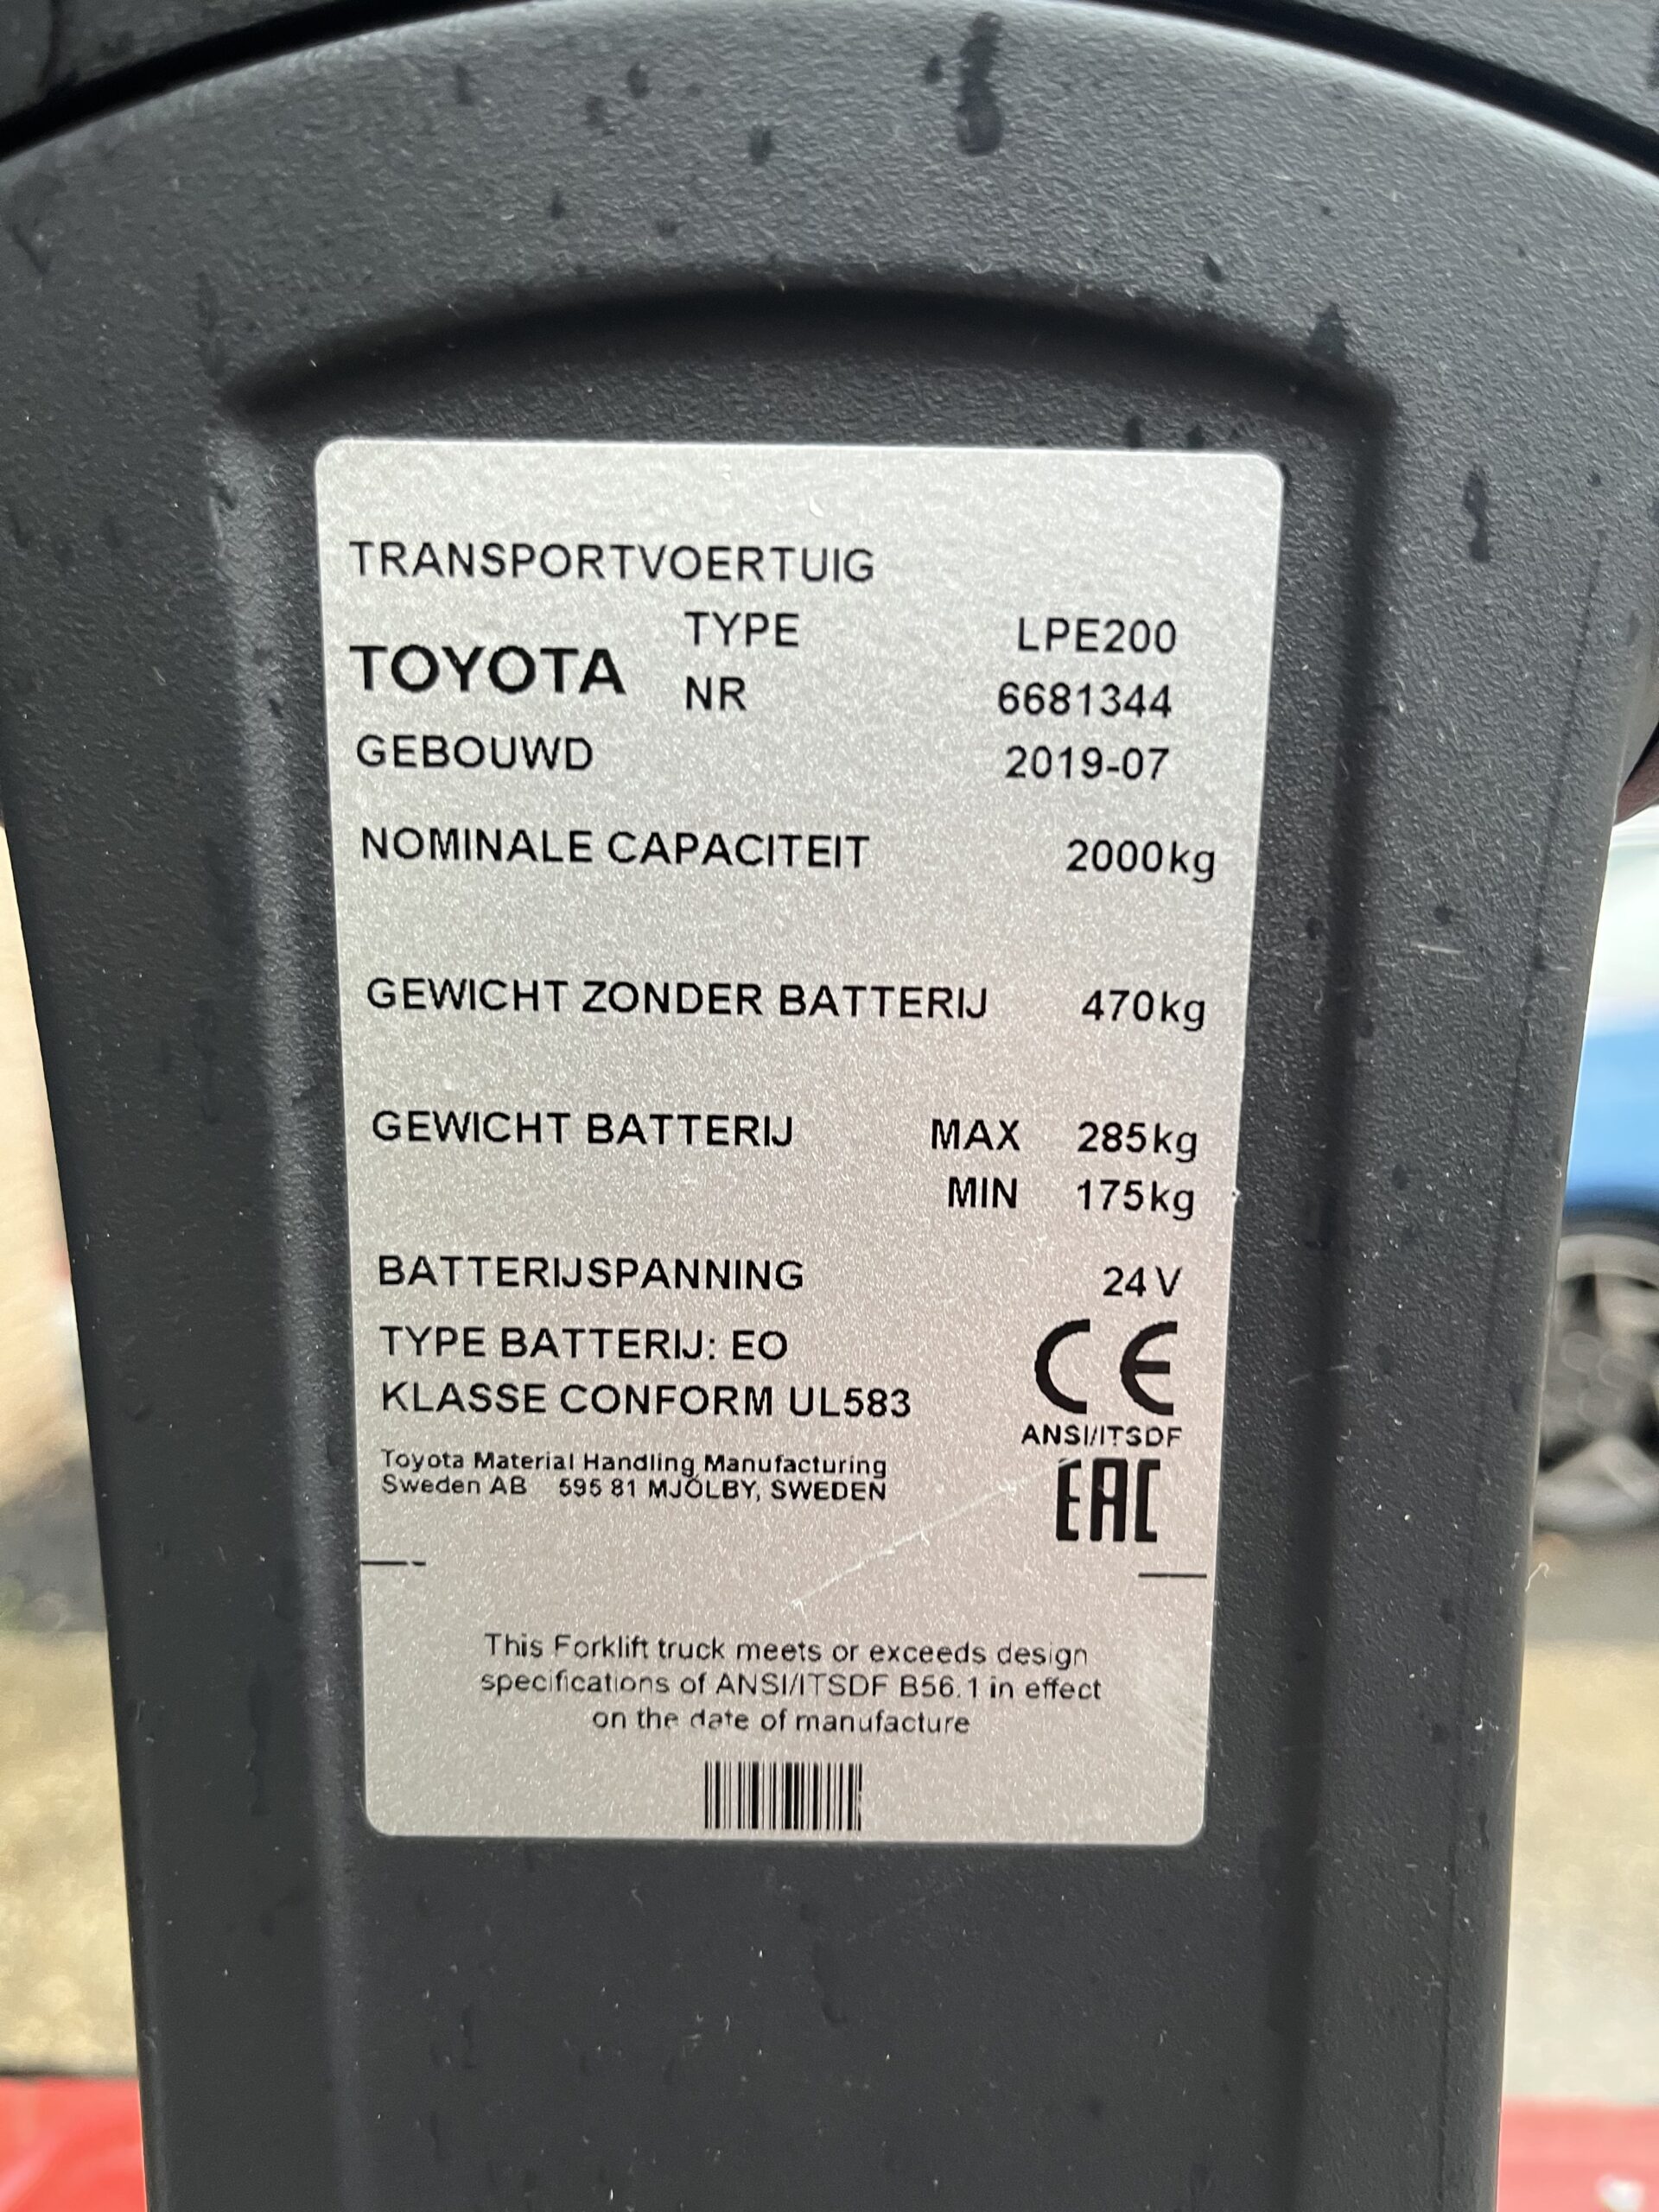 TRANSPORTVOERTUIG
TYPE LPE200
TOYOTA
NR 6681344
GEBOUWD 2019-07
NOMINALE CAPACITEIT 2000kg
GEWICHT ZONDER BATTERIJ 470kg
GEWICHT BATTERIJ MAX 285kg
MIN 175kg
BATTERIJSPANNING 24 V
TYPE BATTERIJ: EO
KLASSE CONFORM UL583
CE
ANSI/ITSDF
EAC
Toyota Material Handling Manufacturing
Sweden AB 595 81 MJÖLBY, SWEDEN
This Forklift truck meets or exceeds design
specifications of ANSI/ITSDF B56.1 in effect
on the date of manufacture